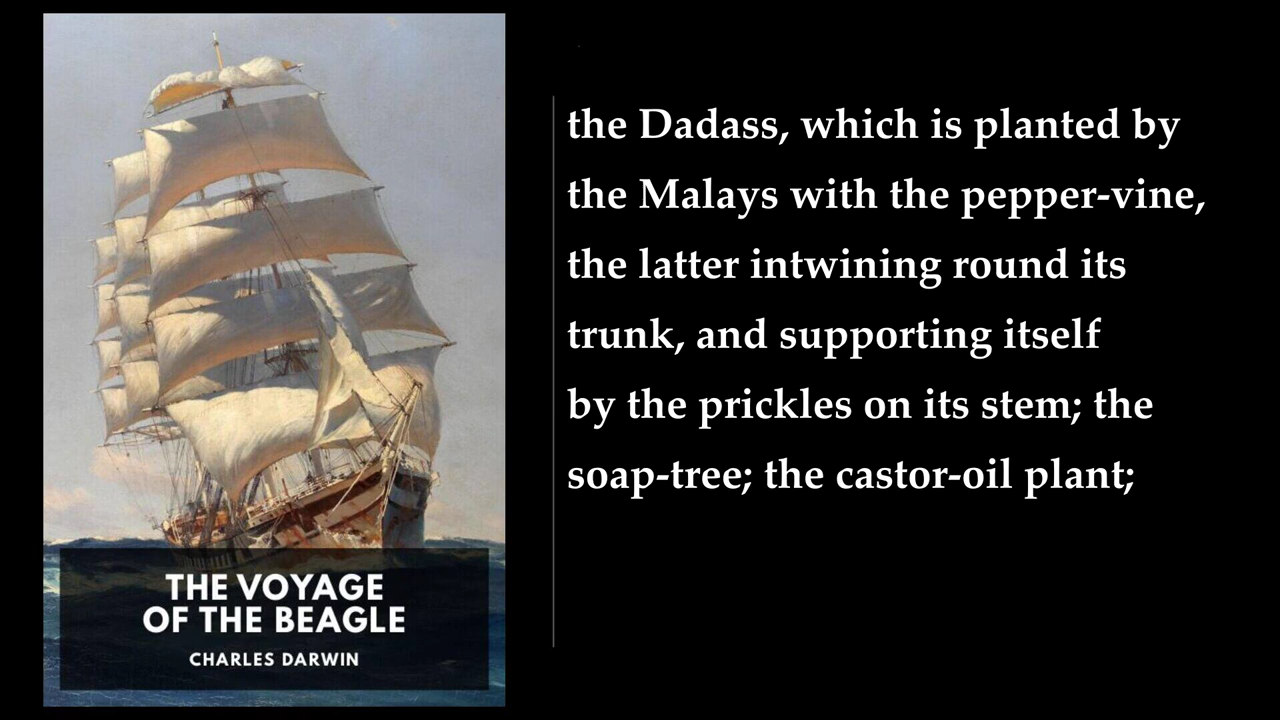 THE VOYAGE
OF THE BEAGLE
CHARLES DARWIN
the Dadass, which is planted by
the Malays with the pepper-vine,
the latter intwining round its
trunk, and supporting itself
by the prickles on its stem; the
soap-tree; the castor-oil plant;